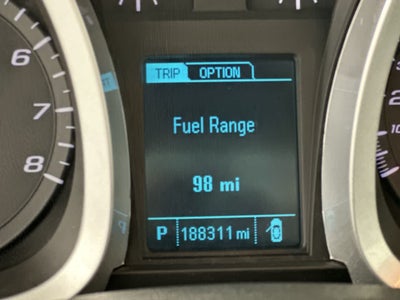 TRIP OPTION
6
Fuel Range
7
8
98 mi
P 188311 mi